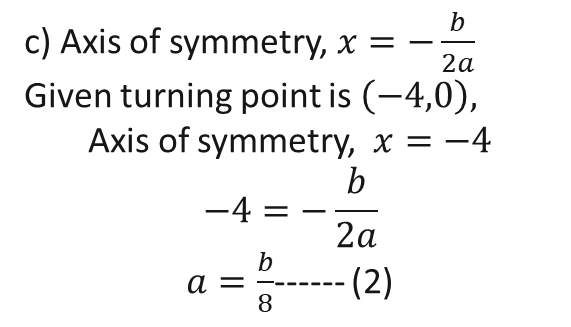 c) Axis of symmetry, x = −b/2a
Given turning point is (−4,0),
Axis of symmetry, x = −4
−4 = −b/2a
a = b/8------ (2)